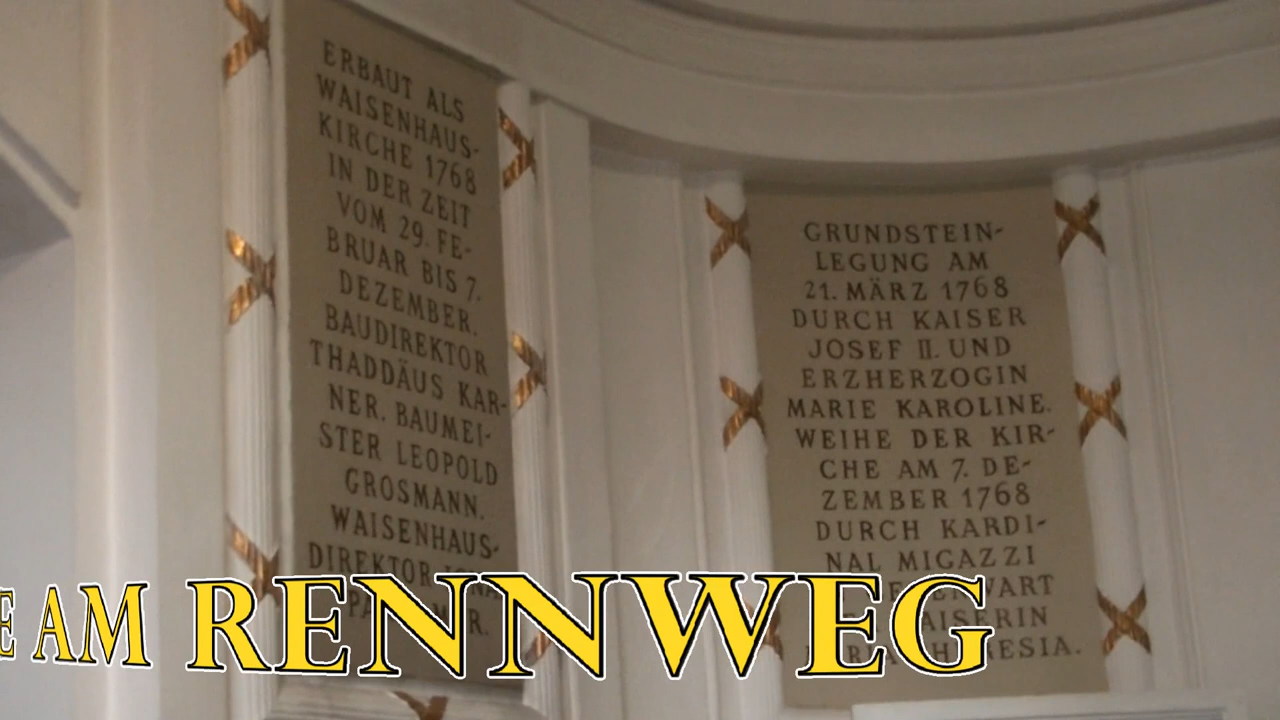 ERBAUT ALS
WAISENHAUS-
KIRCHE 1768
IN DER ZEIT
VOM 29. FE-
BRUAR BIS 7.
DEZEMBER.
BAUDIREKTOR
THADDÄUS KAR-
NER. BAUMEI-
STER LEOPOLD
GROSMANN.
WAISENHAUS-
DIREKTOR
GRUNDSTEIN-
LEGUNG AM
21. MÄRZ 1768
DURCH KAISER
JOSEF II. UND
ERZHERZOGIN
MARIE KAROLINE.
WEIHE DER KIR-
CHE AM 7. DE-
ZEMBER 1768
DURCH KARDI-
NAL MIGAZZI
E AM RENNWEG